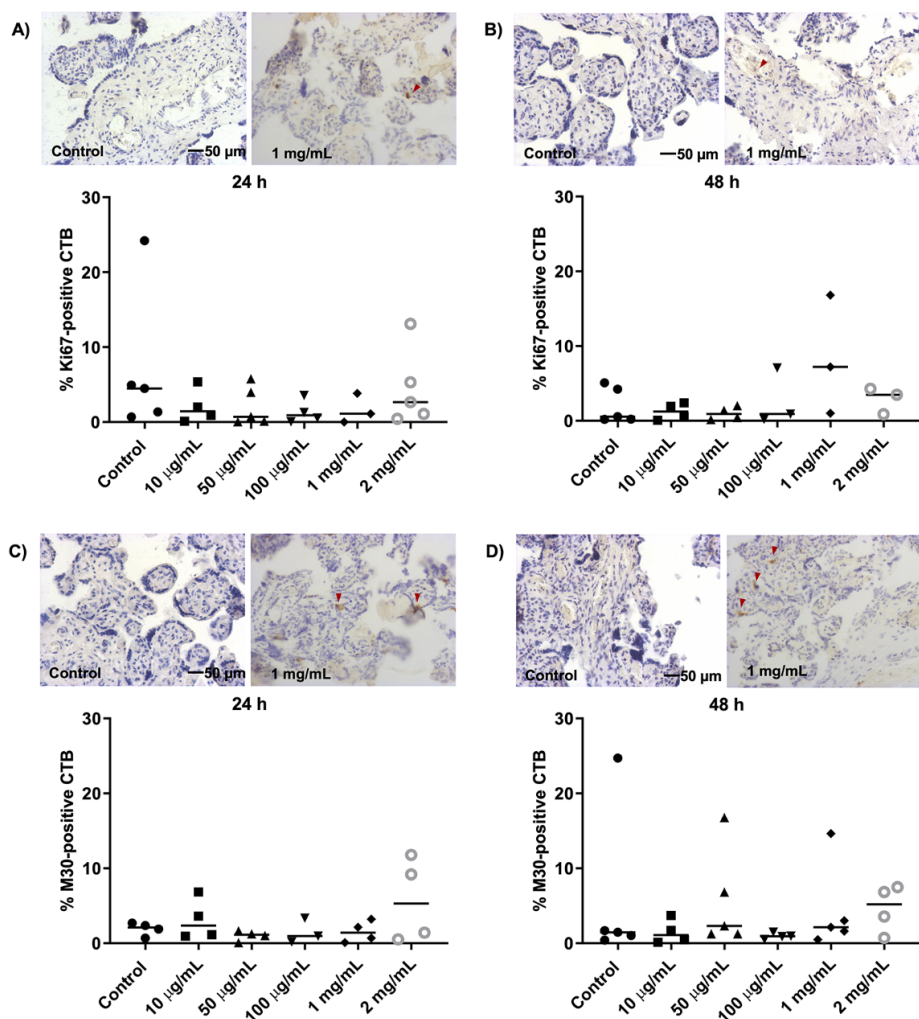 A)
Control
50 µm
1 mg/mL
24 h
% Ki67-positive CTB
30
20
10
0
Control
10 µg/mL
50 µg/mL
100 µg/mL
1 mg/mL
2 mg/mL
B)
Control
50 µm
1 mg/mL
48 h
% Ki67-positive CTB
30
20
10
0
Control
10 µg/mL
50 µg/mL
100 µg/mL
1 mg/mL
2 mg/mL
C)
Control
50 µm
1 mg/mL
24 h
% M30-positive CTB
30
20
10
0
Control
10 µg/mL
50 µg/mL
100 µg/mL
1 mg/mL
2 mg/mL
D)
Control
50 µm
1 mg/mL
48 h
% M30-positive CTB
30
20
10
0
Control
10 µg/mL
50 µg/mL
100 µg/mL
1 mg/mL
2 mg/mL